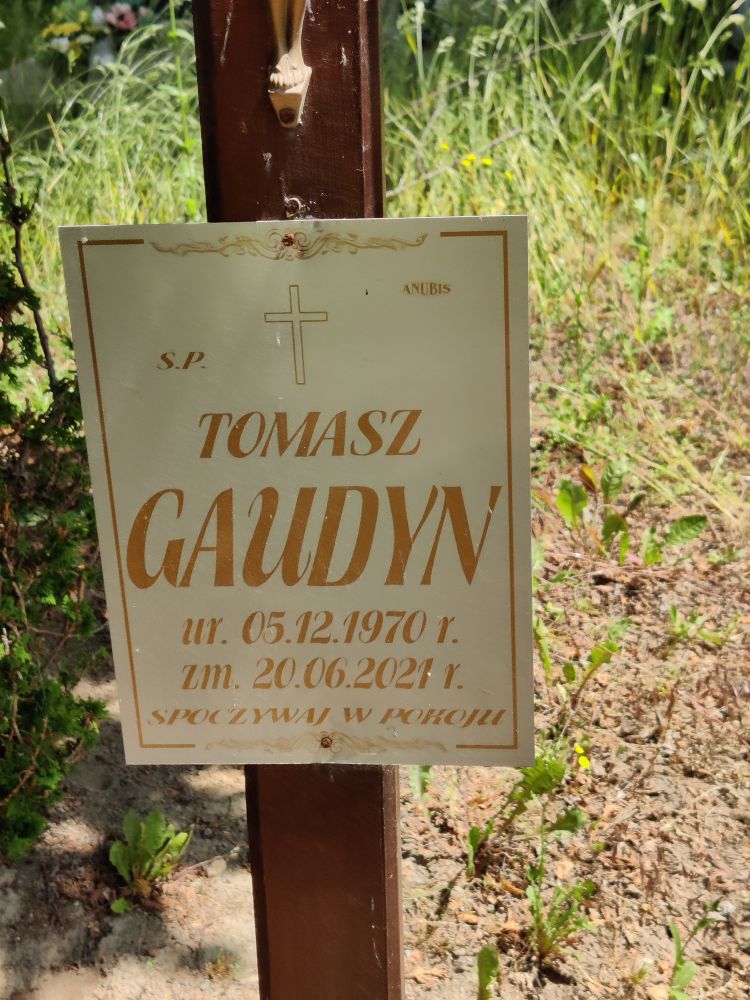 ANUBIS
S.P.
TOMASZ
GAUDYN
ur. 05.12.1970 r.
zm. 20.06.2021 r.
SPOCZYWAJ W POKOJU